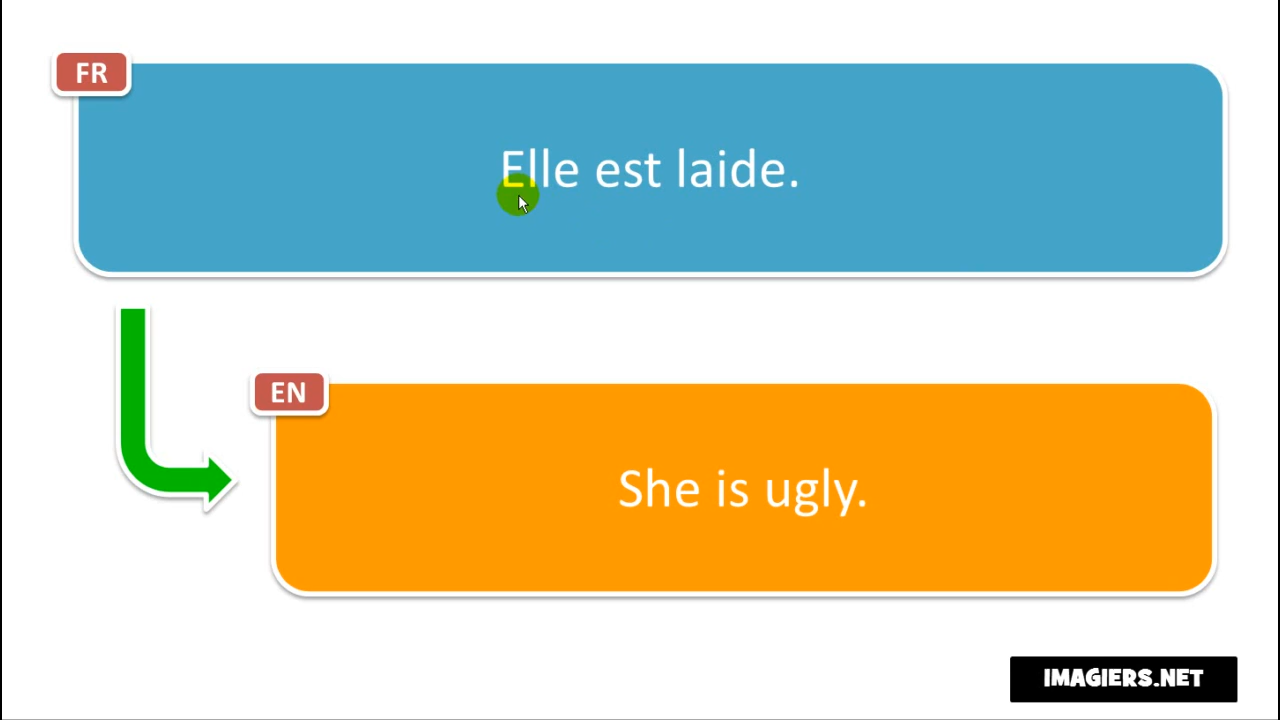 FR
Elle est laide.
EN
She is ugly.
IMAGIERS.NET